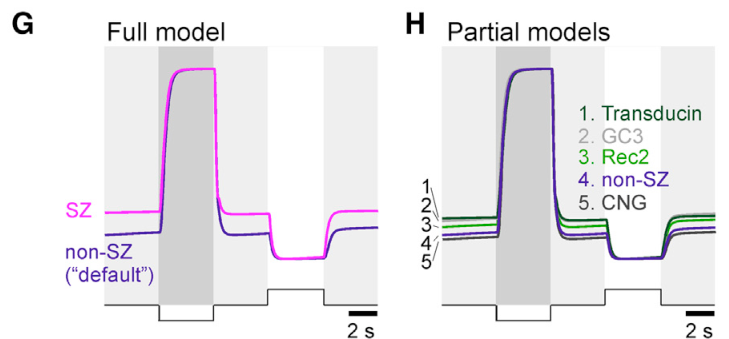 G Full model
SZ
non-SZ
("default")
2 s
H Partial models
1. Transducin
2. GC3
3. Rec2
4. non-SZ
5. CNG
1
2
3
4
5
2 s